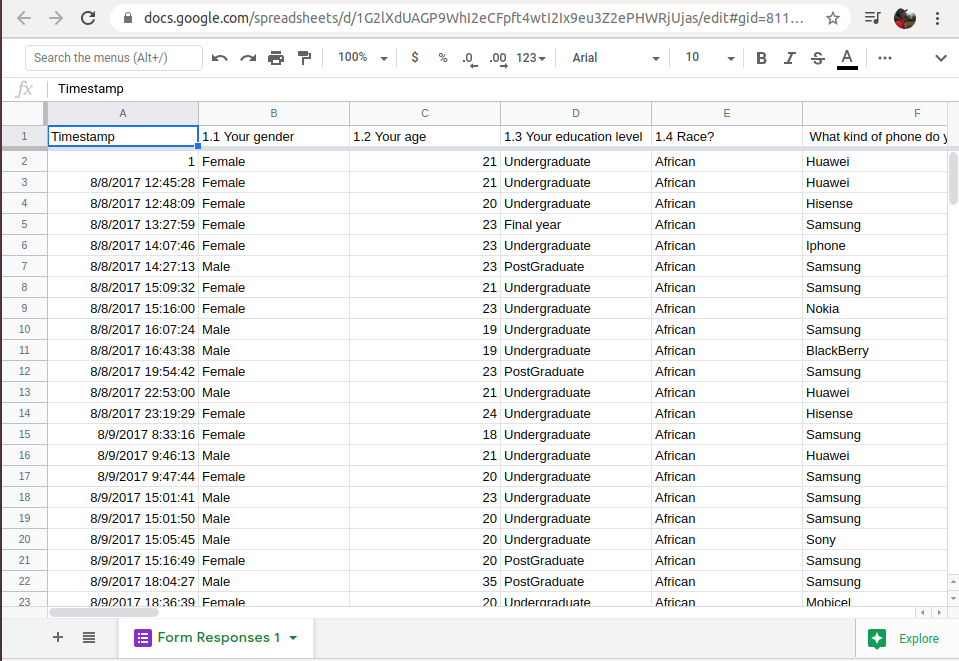 docs.google.com/spreadsheets/d/1G2lXdUAGP9WhI2eCFpft4wtI2Ix9eu3Z2ePHWRjUjas/edit#gid=811...
Search the menus (Alt+/) 100% $ % .0 .00 123 Arial 10 B I S A ...
fx Timestamp
A B C D E F
1 Timestamp 1.1 Your gender 1.2 Your age 1.3 Your education level 1.4 Race? What kind of phone do y
2 1 Female 21 Undergraduate African Huawei
3 8/8/2017 12:45:28 Female 21 Undergraduate African Huawei
4 8/8/2017 12:48:09 Female 20 Undergraduate African Hisense
5 8/8/2017 13:27:59 Female 23 Final year African Samsung
6 8/8/2017 14:07:46 Female 23 Undergraduate African Iphone
7 8/8/2017 14:27:13 Male 23 PostGraduate African Samsung
8 8/8/2017 15:09:32 Female 21 Undergraduate African Samsung
9 8/8/2017 15:16:00 Female 23 Undergraduate African Nokia
10 8/8/2017 16:07:24 Male 19 Undergraduate African Samsung
11 8/8/2017 16:43:38 Male 19 Undergraduate African BlackBerry
12 8/8/2017 19:54:42 Female 23 PostGraduate African Samsung
13 8/8/2017 22:53:00 Male 21 Undergraduate African Huawei
14 8/8/2017 23:19:29 Female 24 Undergraduate African Hisense
15 8/9/2017 8:33:16 Female 18 Undergraduate African Samsung
16 8/9/2017 9:46:13 Male 21 Undergraduate African Huawei
17 8/9/2017 9:47:44 Female 20 Undergraduate African Samsung
18 8/9/2017 15:01:41 Male 23 Undergraduate African Samsung
19 8/9/2017 15:01:50 Male 20 Undergraduate African Samsung
20 8/9/2017 15:05:45 Male 20 Undergraduate African Sony
21 8/9/2017 15:16:49 Female 20 PostGraduate African Samsung
22 8/9/2017 18:04:27 Male 35 PostGraduate African Samsung
23 8/9/2017 18:36:39 Female 20 Undergraduate African Mobicel
Form Responses 1 Explore